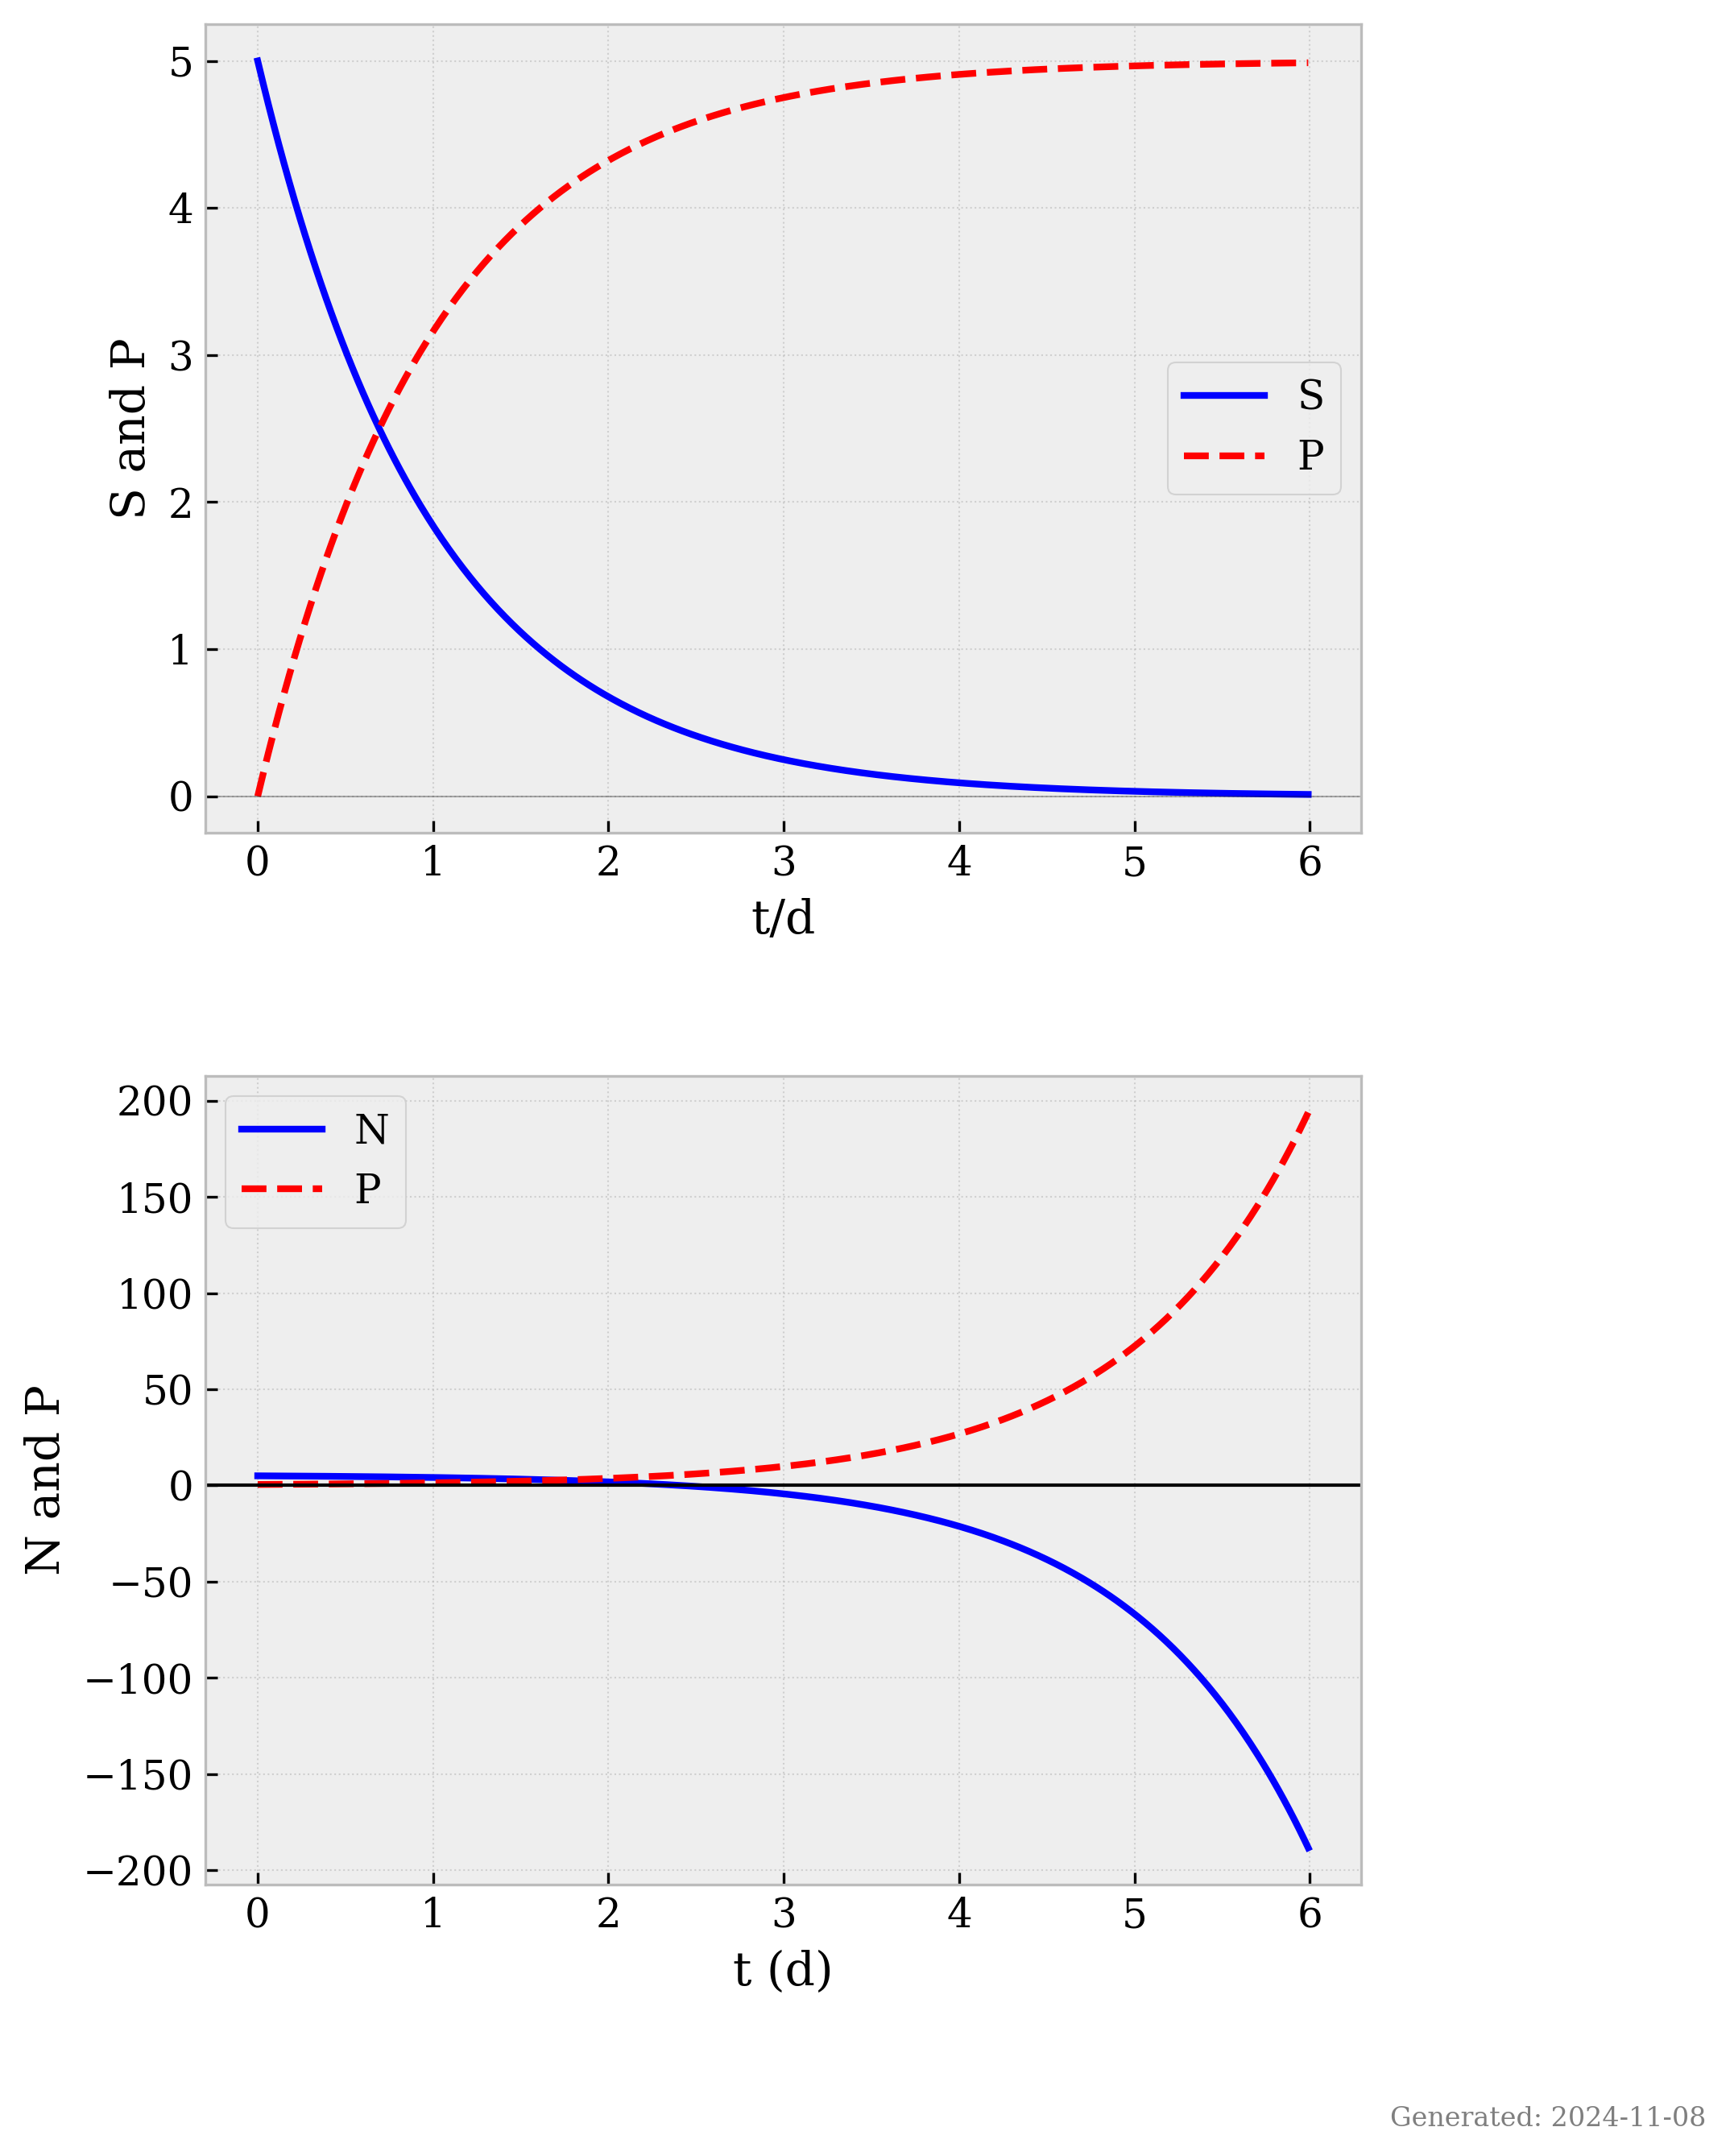 5
4
3
2
1
0
S and P
S
P
0 1 2 3 4 5 6
t/d
200
150
100
50
0
−50
−100
−150
−200
N and P
N
P
0 1 2 3 4 5 6
t (d)
Generated: 2024-11-08